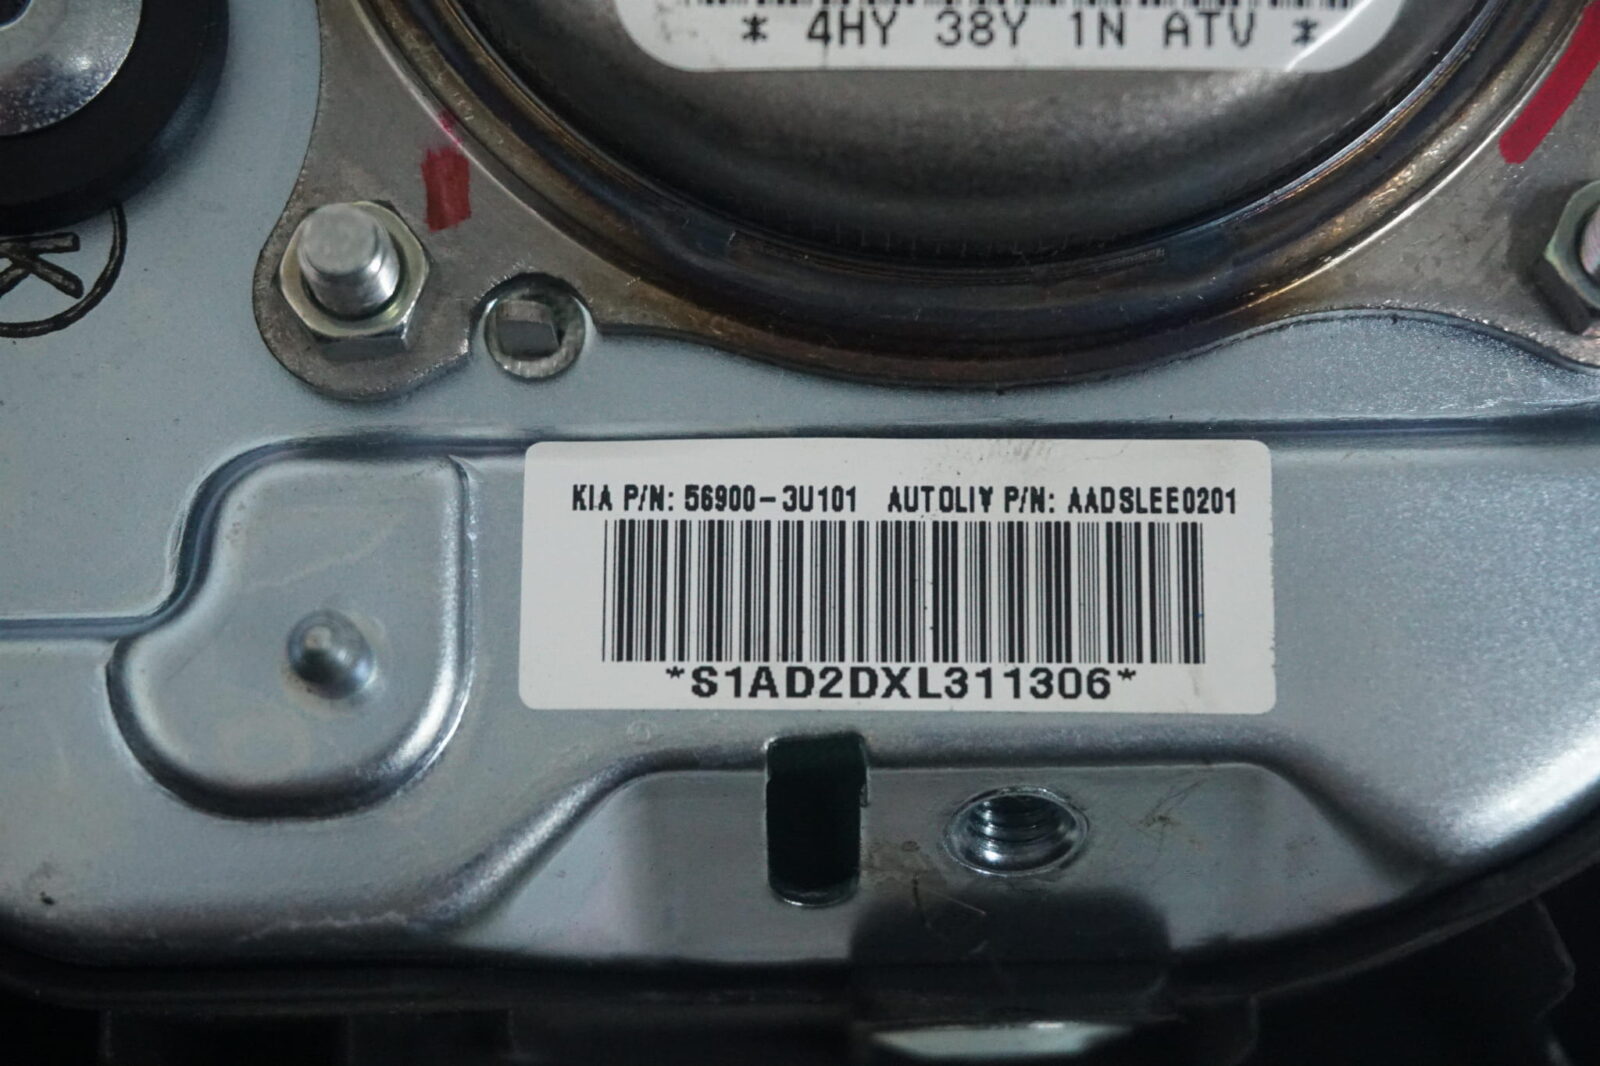 * 4HY 38Y 1N ATV *
K
KIA P/N: 56900-3U101 AUTOLIV P/N: AADSLEE0201
*S1AD2DXL311306*